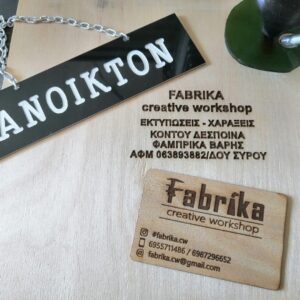 ΑΝΟΙΚΤΟΝ
FABRIKA
creative workshop
ΕΚΤΥΠΩΣΕΙΣ - ΧΑΡΑΞΕΙΣ
ΚΟΝΤΟΥ ΔΕΣΠΟΙΝΑ
ΦΑΜΠΡΙΚΑ ΒΑΡΗΣ
ΑΦΜ 063893882/ΔΟΥ ΣΥΡΟΥ
Fabrika
creative workshop
#fabrika.cw
6955711486 / 6987296652
fabrika.cw@gmail.com